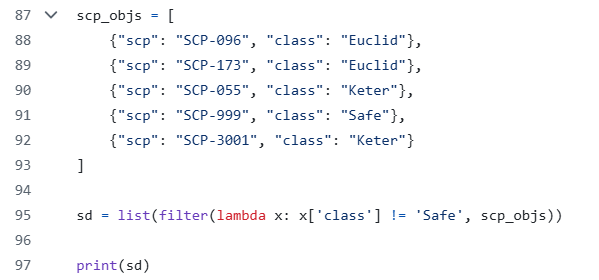 87 scp_objs = [
88     {"scp": "SCP-096", "class": "Euclid"},
89     {"scp": "SCP-173", "class": "Euclid"},
90     {"scp": "SCP-055", "class": "Keter"},
91     {"scp": "SCP-999", "class": "Safe"},
92     {"scp": "SCP-3001", "class": "Keter"}
93 ]
94
95 sd = list(filter(lambda x: x['class'] != 'Safe', scp_objs))
96
97 print(sd)